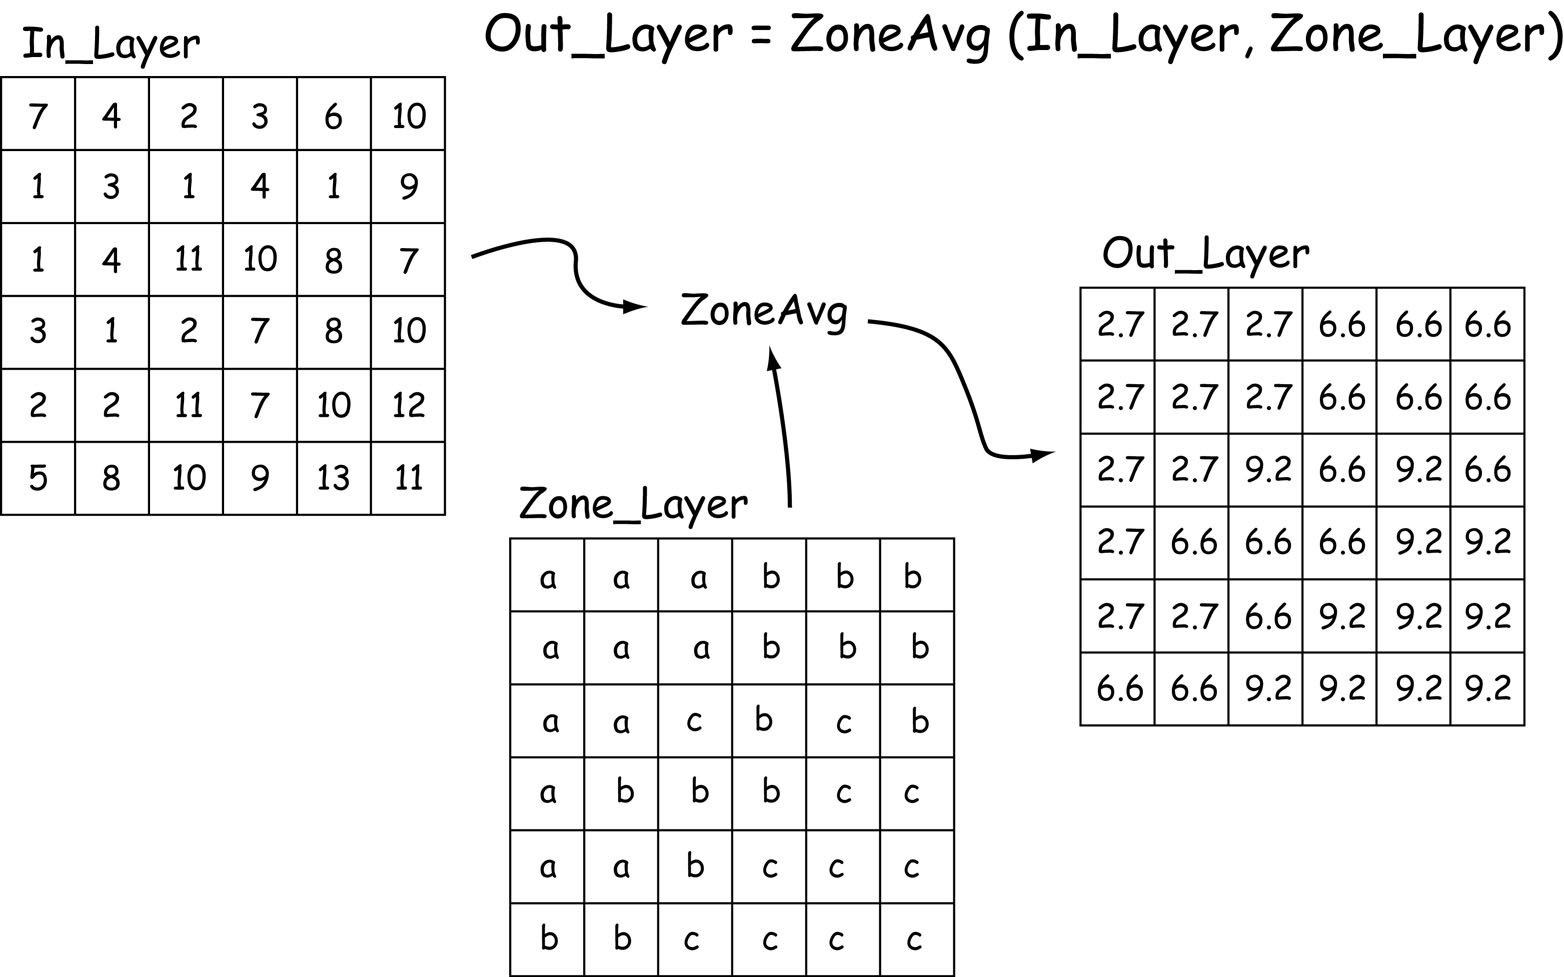 Out_Layer = ZoneAvg (In_Layer, Zone_Layer)
In_Layer
7 4 2 3 6 10
1 3 1 4 1 9
1 4 11 10 8 7
3 1 2 7 8 10
2 2 11 7 10 12
5 8 10 9 13 11
ZoneAvg
Zone_Layer
a a a b b b
a a a b b b
a a c b c b
a b b b c c
a a b c c c
b b c c c c
Out_Layer
2.7 2.7 2.7 6.6 6.6 6.6
2.7 2.7 2.7 6.6 6.6 6.6
2.7 2.7 9.2 6.6 9.2 6.6
2.7 6.6 6.6 6.6 9.2 9.2
2.7 2.7 6.6 9.2 9.2 9.2
6.6 6.6 9.2 9.2 9.2 9.2